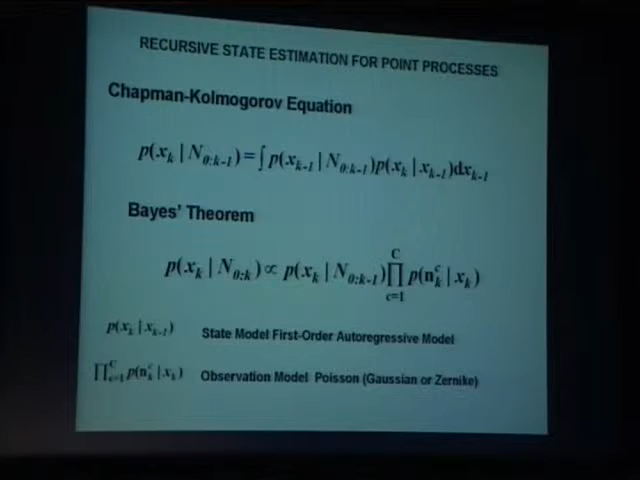 RECURSIVE STATE ESTIMATION FOR POINT PROCESSES
Chapman-Kolmogorov Equation
p(x_k | N_{0:k-1}) = ∫ p(x_{k-1} | N_{0:k-1}) p(x_k | x_{k-1}) dx_{k-1}
Bayes' Theorem
p(x_k | N_{0:k}) ∝ p(x_k | N_{0:k-1}) ∏_{c=1}^{C} p(n_k^c | x_k)
p(x_k | x_{k-1}) State Model First-Order Autoregressive Model
∏_{c=1}^{C} p(n_k^c | x_k) Observation Model Poisson (Gaussian or Zernike)